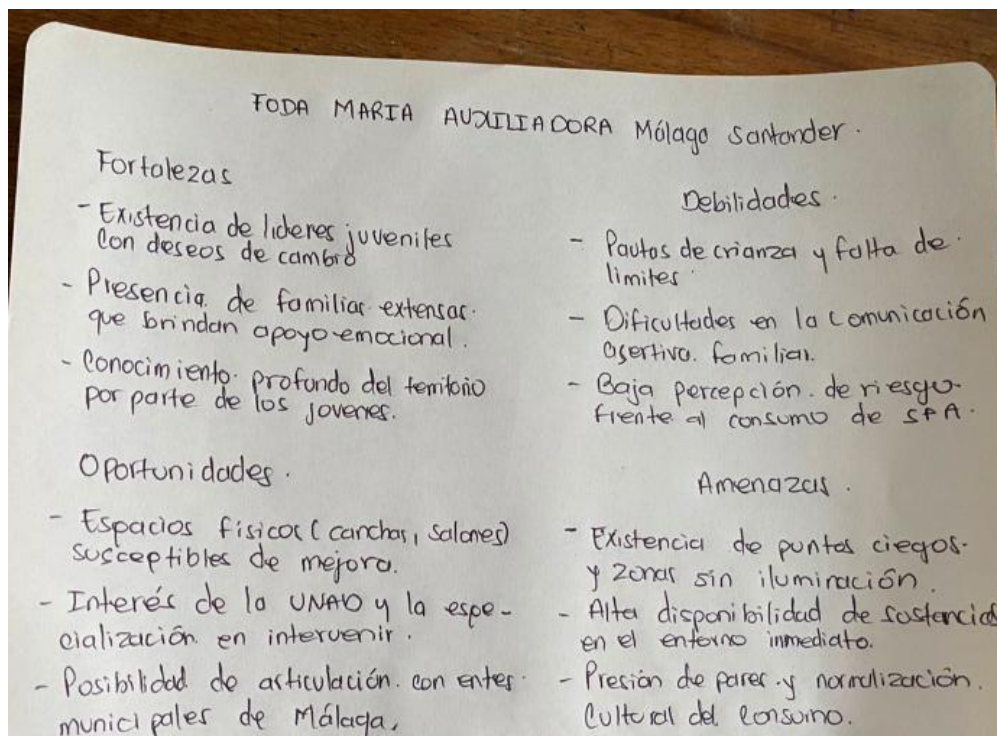 FODA MARIA AUXILIADORA Málaga Santander.
Fortalezas
- Existencia de lideres juveniles
con deseos de cambio
- Presencia de familias extensas.
que brindan apoyo emocional.
- Conocimiento profundo del territorio
por parte de los jovenes.
Debilidades.
- Pautas de crianza y falta de
limites.
- Dificultades en la comunicación
asertiva familiar.
- Baja percepción de riesgo
frente al consumo de SPA.
Oportunidades.
- Espacios físicos (canchas, salones)
susceptibles de mejora.
- Interés de la UNAD y la espe-
cialización en intervenir.
- Posibilidad de articulación con entes
municipales de Málaga.
Amenazas.
- Existencia de puntos ciegos
y zonas sin iluminación.
- Alta disponibilidad de sustancias
en el entorno inmediato.
- Presión de pares y normalización
Cultural del consumo.